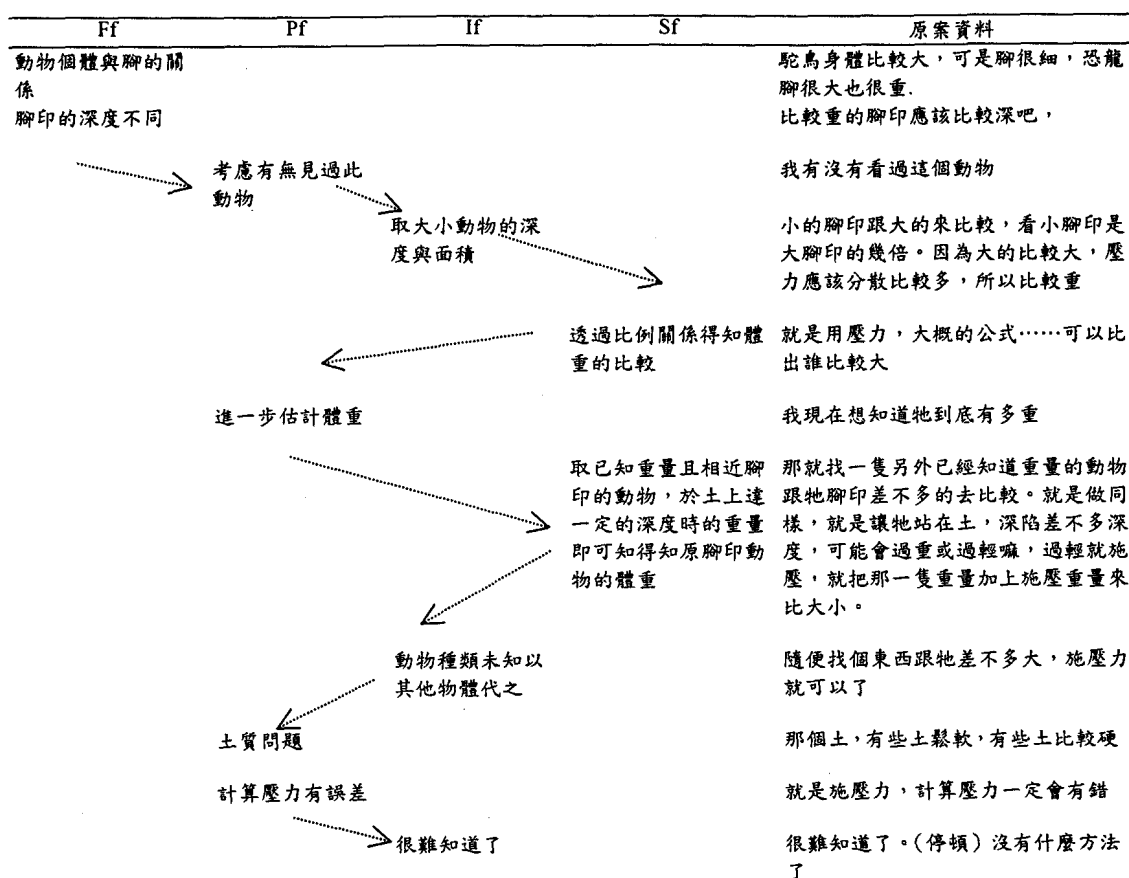 Ff Pf If Sf 原案資料
動物個體與腳的關 駝鳥身體比較大，可是腳很細，恐龍
係 腳很大也很重.
腳印的深度不同 比較重的腳印應該比較深吧，
考慮有無見過此 我有沒有看過這個動物
動物
取大小動物的深 小的腳印跟大的來比較，看小腳印是
度與面積 大腳印的幾倍。因為大的比較大，壓
力應該分散比較多，所以比較重
透過比例關係得知體 就是用壓力，大概的公式……可以比
重的比較 出誰比較大
進一步估計體重 我現在想知道牠到底有多重
取已知重量且相近腳 那就找一隻另外已經知道重量的動物
印的動物，於土上達 跟牠腳印差不多的去比較。就是做同
一定的深度時的重量 樣，就是讓牠站在土，深陷差不多深
即可知得知原腳印動 度，可能會過重或過輕嘛，過輕就施
物的體重 壓，就把那一隻重量加上施壓重量來
比大小。
動物種類未知以 隨便找個東西跟牠差不多大，施壓力
其他物體代之 就可以了
土質問題 那個土，有些土鬆軟，有些土比較硬
計算壓力有誤差 就是施壓力，計算壓力一定會有錯
很難知道了 很難知道了。(停頓) 沒有什麼方法
了